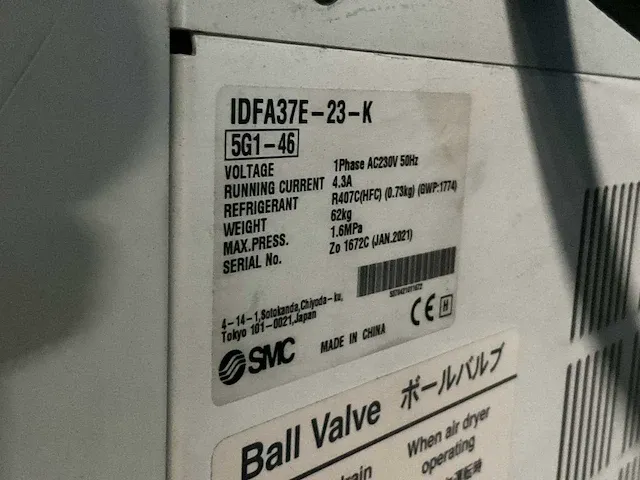 IDFA37E-23-K
5G1-46
VOLTAGE 1Phase AC230V 50Hz
RUNNING CURRENT 4.3A
REFRIGERANT R407C(HFC) (0.73kg) (GWP:1774)
WEIGHT 62kg
MAX.PRESS. 1.6MPa
SERIAL No. Zo 1672C (JAN.2021)
4-14-1,Sotokanda,Chiyoda-ku,
Tokyo 101-0021,Japan
CE H
SMC MADE IN CHINA
Ball Valve ボールバルブ
When air dryer
operating